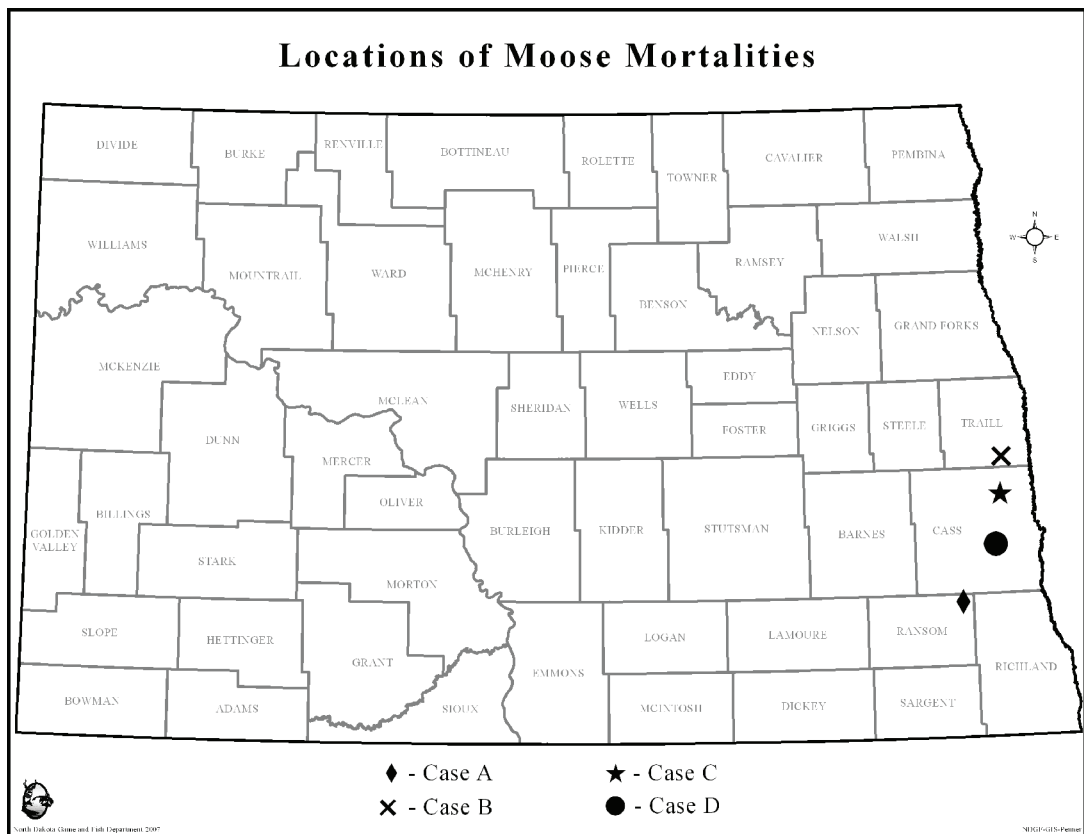 Locations of Moose Mortalities
DIVIDE
BURKE
RENVILLE
BOTTINEAU
ROLETTE
TOWNER
CAVALIER
PEMBINA
WILLIAMS
MOUNTRAIL
WARD
MCHENRY
PIERCE
BENSON
RAMSEY
WALSH
N
W E
S
MCKENZIE
DUNN
MCLEAN
MERCER
OLIVER
SHERIDAN
WELLS
EDDY
FOSTER
NELSON
GRAND FORKS
GRIGGS
STEELE
TRAILL
GOLDEN
VALLEY
BILLINGS
STARK
MORTON
BURLEIGH
KIDDER
STUTSMAN
BARNES
CASS
SLOPE
HETTINGER
GRANT
BOWMAN
ADAMS
SIOUX
EMMONS
LOGAN
LAMOURE
RANSOM
RICHLAND
MCINTOSH
DICKEY
SARGENT
- Case A
- Case B
- Case C
- Case D
North Dakota Game and Fish Department 2007
NDGF-GIS-Penner